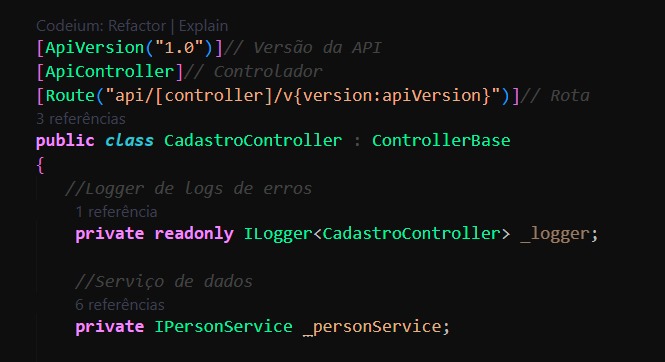 Codeium: Refactor | Explain
[ApiVersion("1.0")]// Versão da API
[ApiController]// Controlador
[Route("api/[controller]/v{version:apiVersion}")]// Rota
3 referências
public class CadastroController : ControllerBase
{
//Logger de logs de erros
1 referência
private readonly ILogger<CadastroController> _logger;
//Serviço de dados
6 referências
private IPersonService _personService;